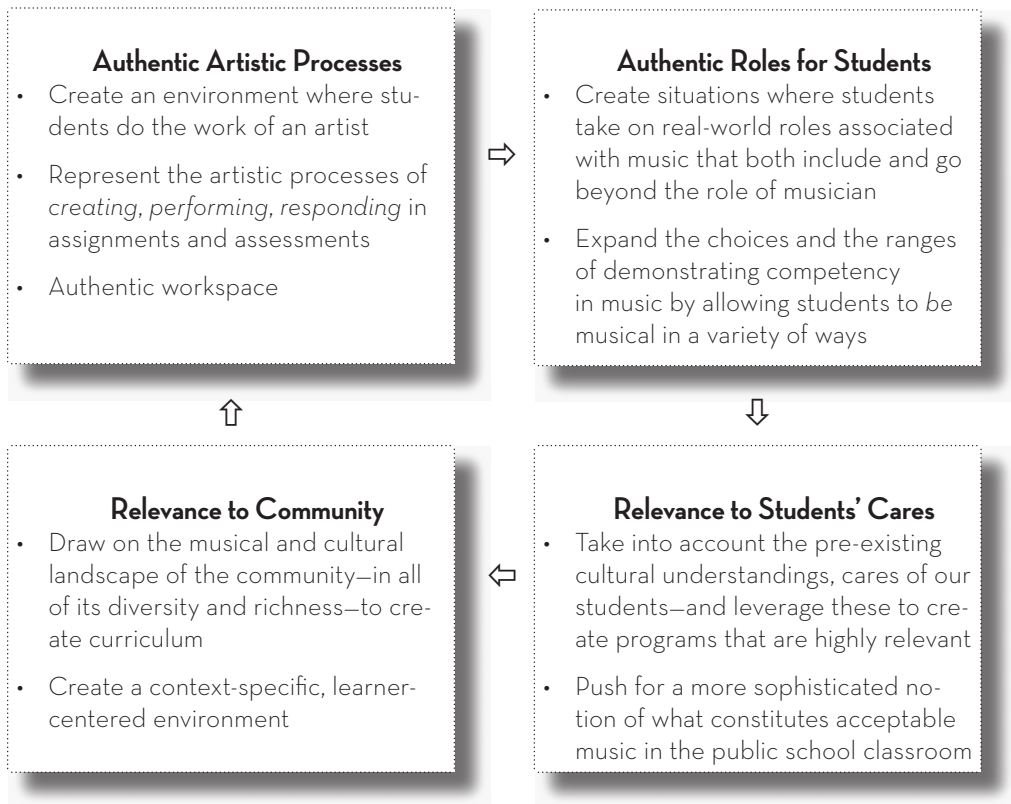 Authentic Artistic Processes
• Create an environment where stu-
dents do the work of an artist
• Represent the artistic processes of
creating, performing, responding in
assignments and assessments
• Authentic workspace
Authentic Roles for Students
• Create situations where students
take on real-world roles associated
with music that both include and go
beyond the role of musician
• Expand the choices and the ranges
of demonstrating competency
in music by allowing students to be
musical in a variety of ways
Relevance to Community
• Draw on the musical and cultural
landscape of the community—in all
of its diversity and richness—to cre-
ate curriculum
• Create a context-specific, learner-
centered environment
Relevance to Students' Cares
• Take into account the pre-existing
cultural understandings, cares of our
students—and leverage these to cre-
ate programs that are highly relevant
• Push for a more sophisticated no-
tion of what constitutes acceptable
music in the public school classroom